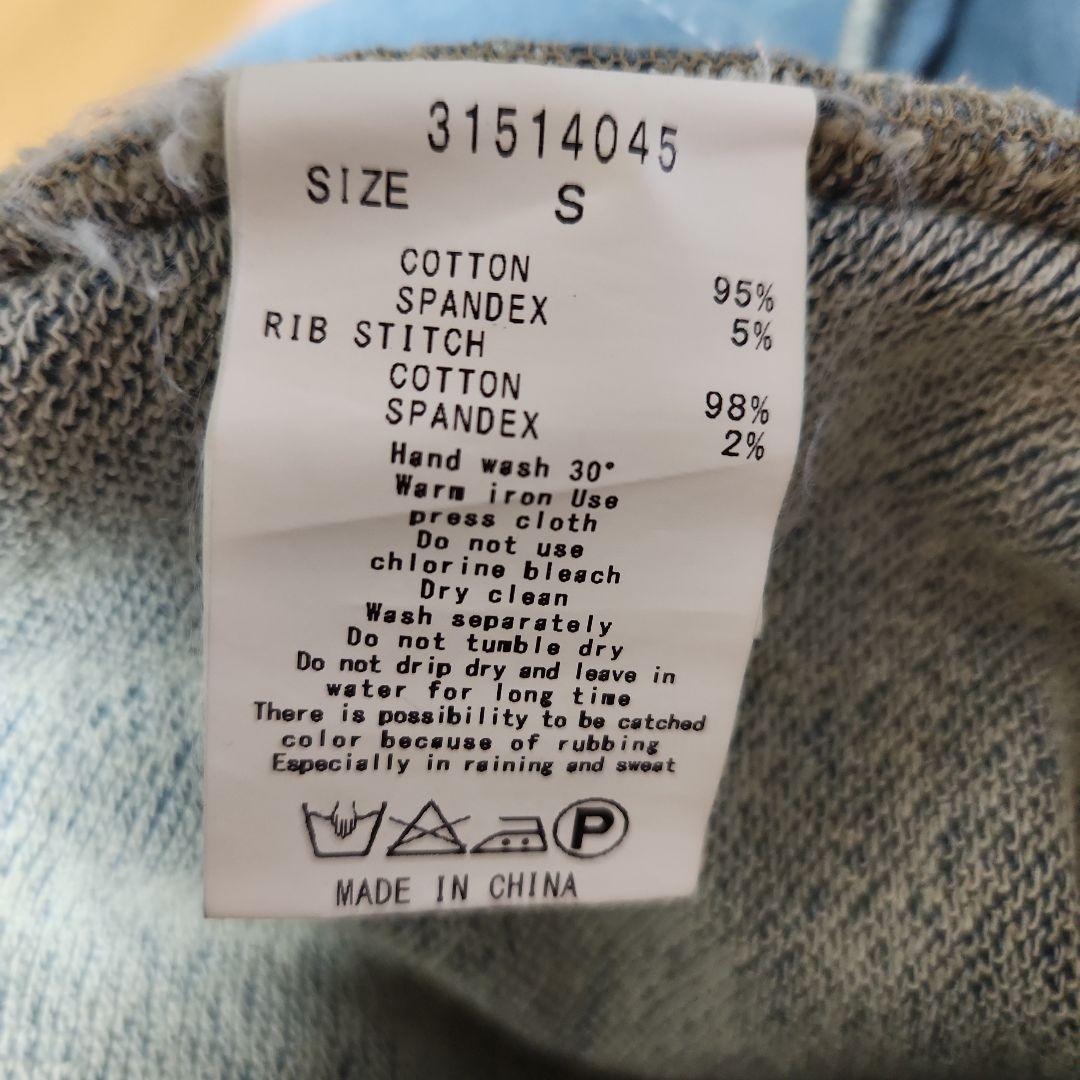 31514045
SIZE S
COTTON 95%
SPANDEX 5%
RIB STITCH
COTTON 98%
SPANDEX 2%
Hand wash 30°
Warm iron Use
press cloth
Do not use
chlorine bleach
Dry clean
Wash separately
Do not tumble dry
Do not drip dry and leave in
water for long time
There is possibility to be catched
color because of rubbing
Especially in raining and sweat
P
MADE IN CHINA